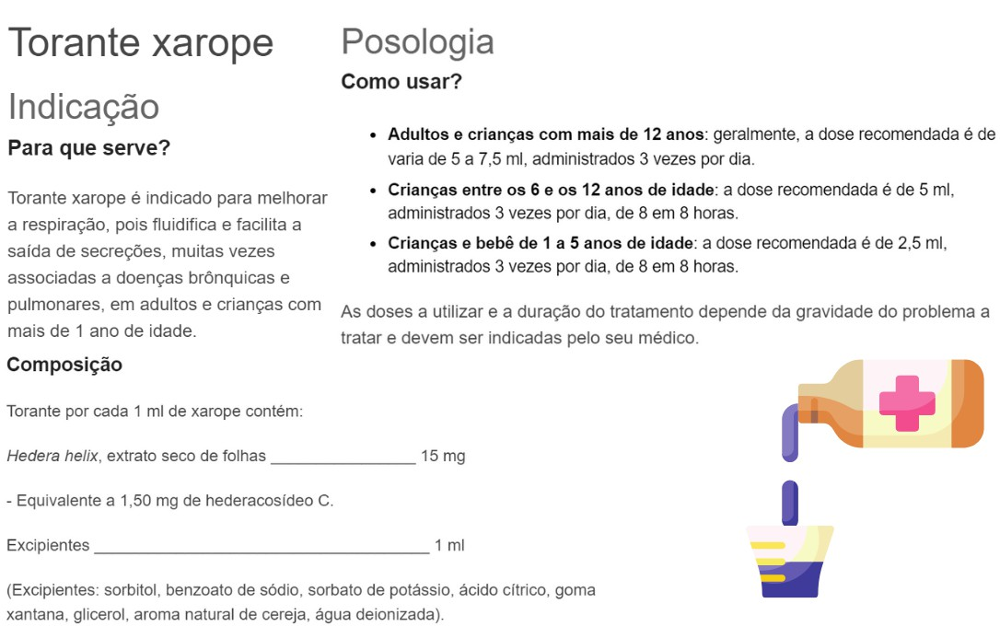 Torante xarope
Indicação
Para que serve?
Torante xarope é indicado para melhorar
a respiração, pois fluidifica e facilita a
saída de secreções, muitas vezes
associadas a doenças brônquicas e
pulmonares, em adultos e crianças com
mais de 1 ano de idade.
Composição
Torante por cada 1 ml de xarope contém:
Hedera helix, extrato seco de folhas ________________ 15 mg
- Equivalente a 1,50 mg de hederacosídeo C.
Excipientes _____________________________________ 1 ml
(Excipientes: sorbitol, benzoato de sódio, sorbato de potássio, ácido cítrico, goma
xantana, glicerol, aroma natural de cereja, água deionizada).
Posologia
Como usar?
• Adultos e crianças com mais de 12 anos: geralmente, a dose recomendada é de
varia de 5 a 7,5 ml, administrados 3 vezes por dia.
• Crianças entre os 6 e os 12 anos de idade: a dose recomendada é de 5 ml,
administrados 3 vezes por dia, de 8 em 8 horas.
• Crianças e bebê de 1 a 5 anos de idade: a dose recomendada é de 2,5 ml,
administrados 3 vezes por dia, de 8 em 8 horas.
As doses a utilizar e a duração do tratamento depende da gravidade do problema a
tratar e devem ser indicadas pelo seu médico.